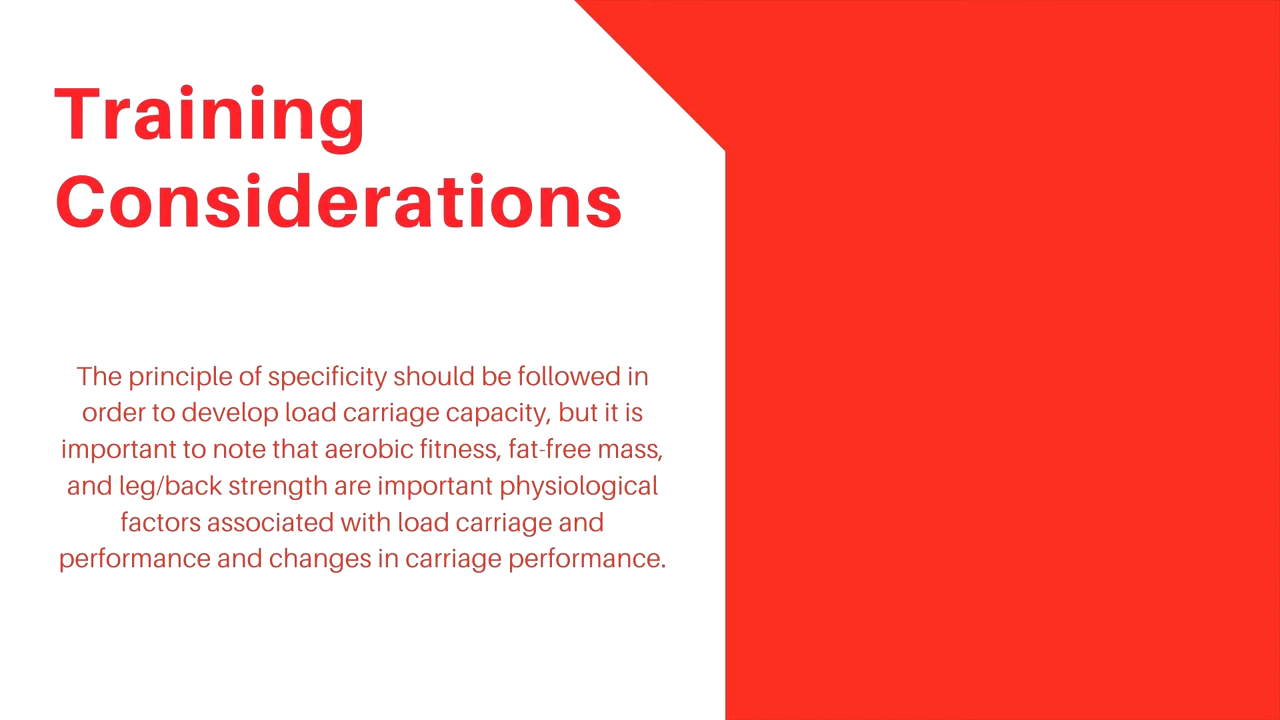 Training
Considerations
The principle of specificity should be followed in
order to develop load carriage capacity, but it is
important to note that aerobic fitness, fat-free mass,
and leg/back strength are important physiological
factors associated with load carriage and
performance and changes in carriage performance.